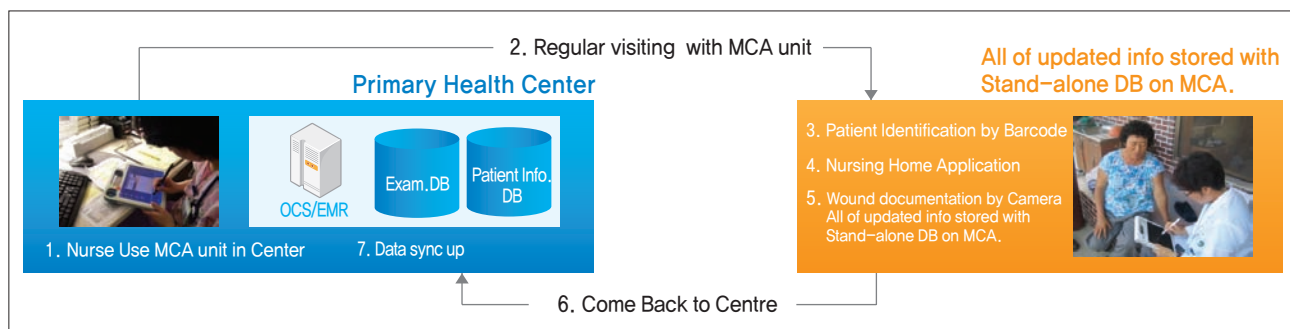 2. Regular visiting with MCA unit
Primary Health Center
All of updated info stored with
Stand-alone DB on MCA.
OCS/EMR
Exam.DB
Patient Info.
DB
1. Nurse Use MCA unit in Center
7. Data sync up
3. Patient Identification by Barcode
4. Nursing Home Application
5. Wound documentation by Camera
All of updated info stored with
Stand-alone DB on MCA.
6. Come Back to Centre